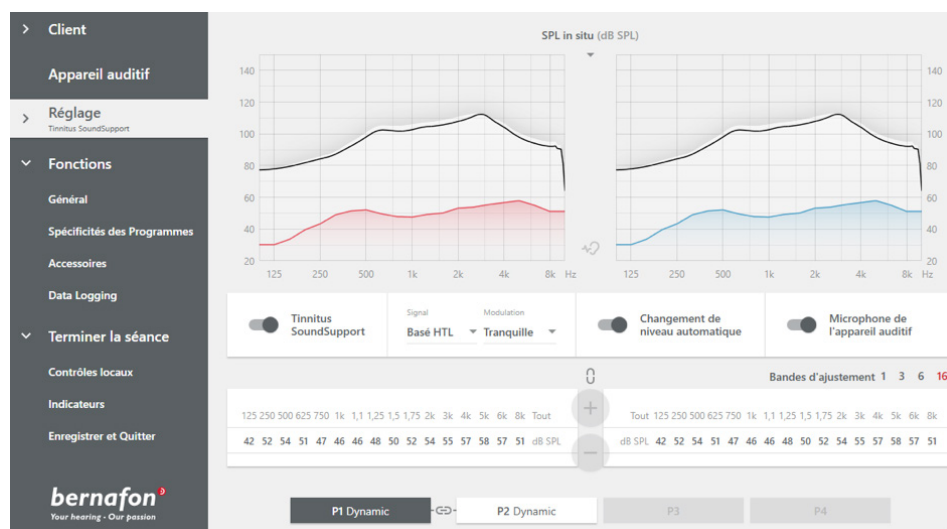 Client
Appareil auditif
Réglage
Tinnitus SoundSupport
Fonctions
Général
Spécificités des Programmes
Accessoires
Data Logging
Terminer la séance
Contrôles locaux
Indicateurs
Enregistrer et Quitter
bernafon
Your hearing • Our passion
SPL in situ (dB SPL)
140
120
100
80
60
40
20
125 250 500 1k 2k 4k 8k Hz
140
120
100
80
60
40
20
125 250 500 1k 2k 4k 8k Hz
Tinnitus
SoundSupport
Signal
Basé HTL
Modulation
Tranquille
Changement de
niveau automatique
Microphone de
l'appareil auditif
Bandes d'ajustement 1 3 6 16
125 250 500 625 750 1k 1,1 1,25 1,5 1,75 2k 3k 4k 5k 6k 8k Tout
42 52 54 51 47 46 46 48 50 52 54 55 57 58 57 51 dB SPL
Tout 125 250 500 625 750 1k 1,1 1,25 1,5 1,75 2k 3k 4k 5k 6k 8k
dB SPL 42 52 54 51 47 46 46 48 50 52 54 55 57 58 57 51
P1 Dynamic
P2 Dynamic
P3
P4